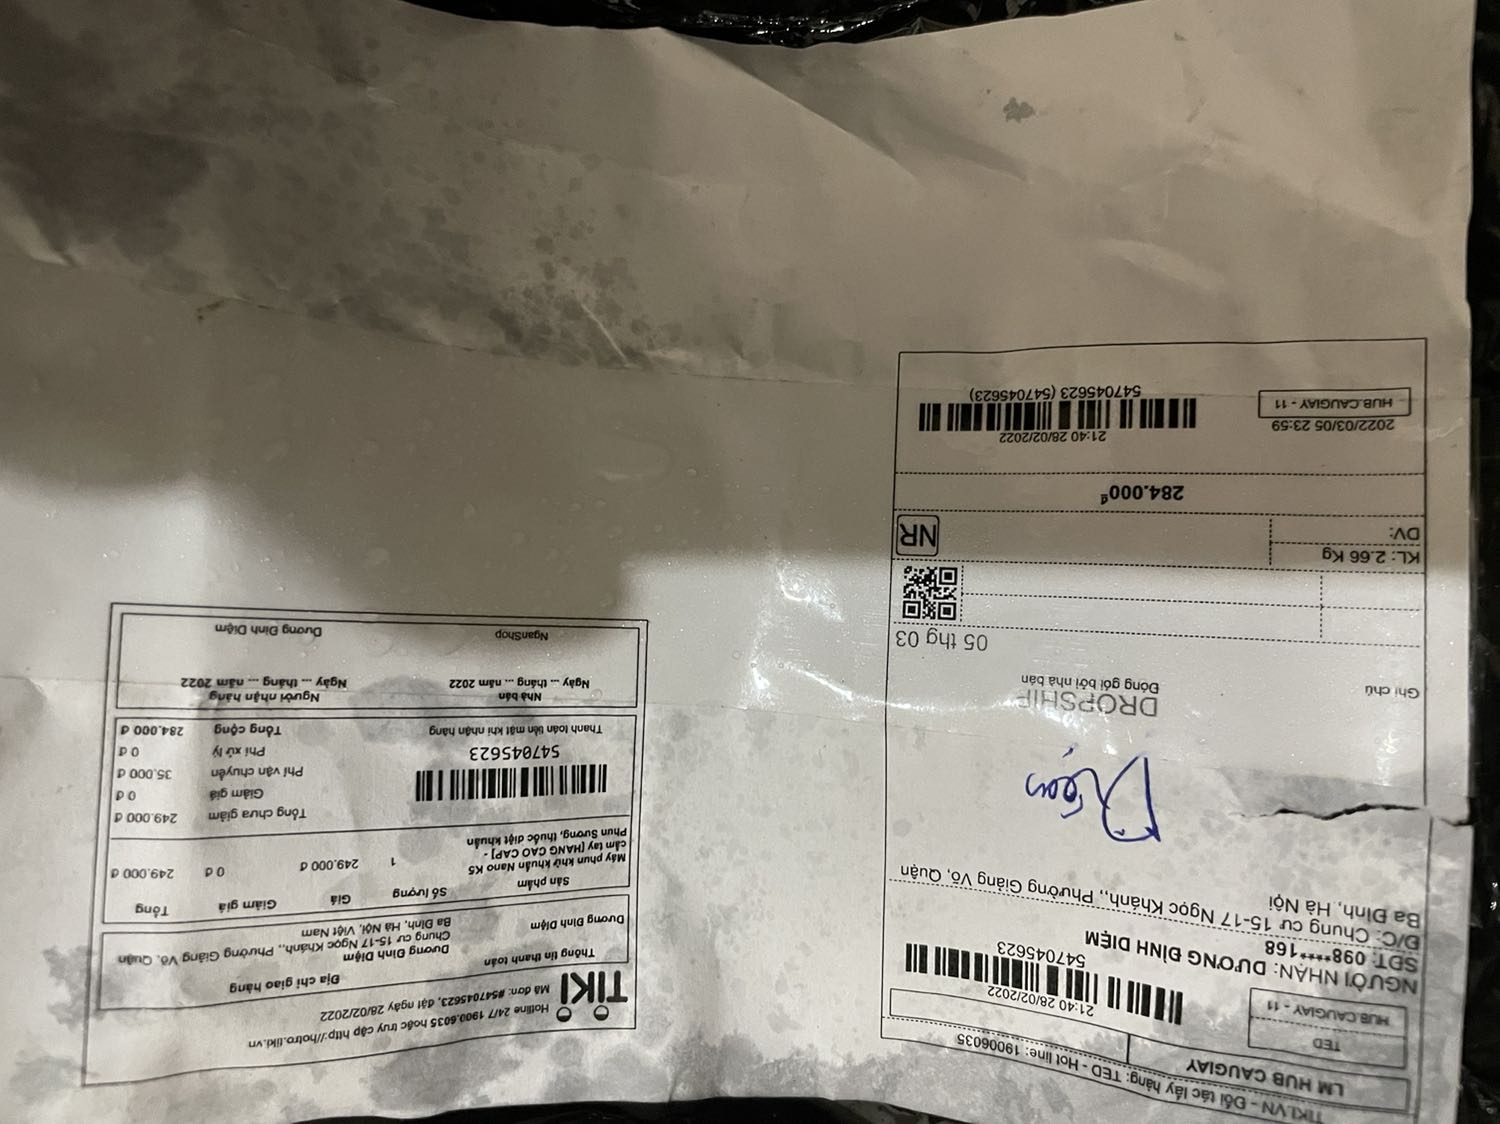 TIKI.VN - Đối tác lấy hàng: TED - Hot line: 19006035
LM HUB CAUGIAY
TED
HUB.CAUGIAY - 11
21:40 28/02/2022
547045623
NGƯỜI NHẬN: DƯƠNG ĐÌNH DIỆM
SĐT: 098*****168
Đ/C: Chung cư 15-17 Ngọc Khánh,, Phường Giảng Võ, Quận
Ba Đình, Hà Nội
DROPSHIP
Ghi chú
Đóng gói bởi nhà bán
05 thg 03
KL: 2.66 Kg
DV:
NR
284.000₫
2022/03/05 23:59
HUB.CAUGIAY - 11
21:40 28/02/2022
547045623 (547045623)
TIKI
Hotline 24/7 1900.6035 hoặc truy cập http://hotro.tiki.vn
Mã đơn: #547045623, đặt ngày 28/02/2022
Thông tin thanh toán
Địa chỉ giao hàng
Dương Đình Diệm
Dương Đình Diệm
Chung cư 15-17 Ngọc Khánh,, Phường Giảng Võ, Quận
Ba Đình, Hà Nội, Việt Nam
Sản phẩm Số lượng Giá Giảm giá Tổng
Máy phun khử khuẩn Nano K5
cầm tay [HÀNG CAO CẤP] -
Phun Sương, thuốc diệt khuẩn
1 249.000 đ 0 đ 249.000 đ
547045623
Thanh toán tiền mặt khi nhận hàng
Tổng chưa giảm 249.000 đ
Giảm giá 0 đ
Phí vận chuyển 35.000 đ
Phí xử lý 0 đ
Tổng cộng 284.000 đ
Nhà bán Người nhận hàng
Ngày ... tháng ... năm 2022 Ngày ... tháng ... năm 2022
NganShop Dương Đình Diệm